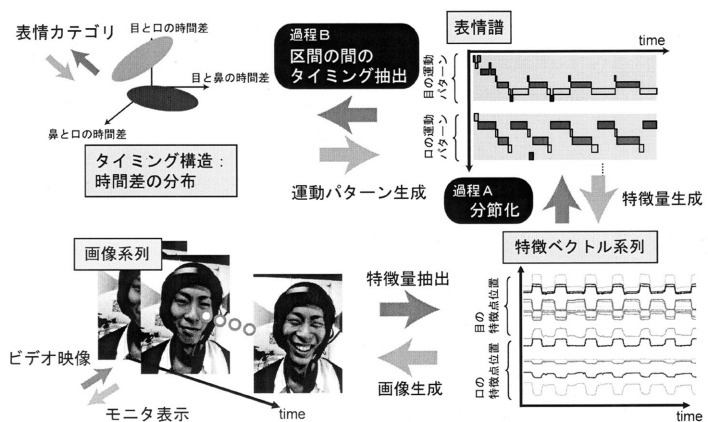 表情カテゴリ
目と口の時間差
目と鼻の時間差
鼻と口の時間差
タイミング構造：
時間差の分布
過程B
区間の間の
タイミング抽出
運動パターン生成
表情譜
time
目の運動
パターン
口の運動
パターン
過程A
分節化
特徴量生成
画像系列
特徴量抽出
画像生成
ビデオ映像
モニタ表示
time
特徴ベクトル系列
目の
特徴点位置
口の
特徴点位置
time